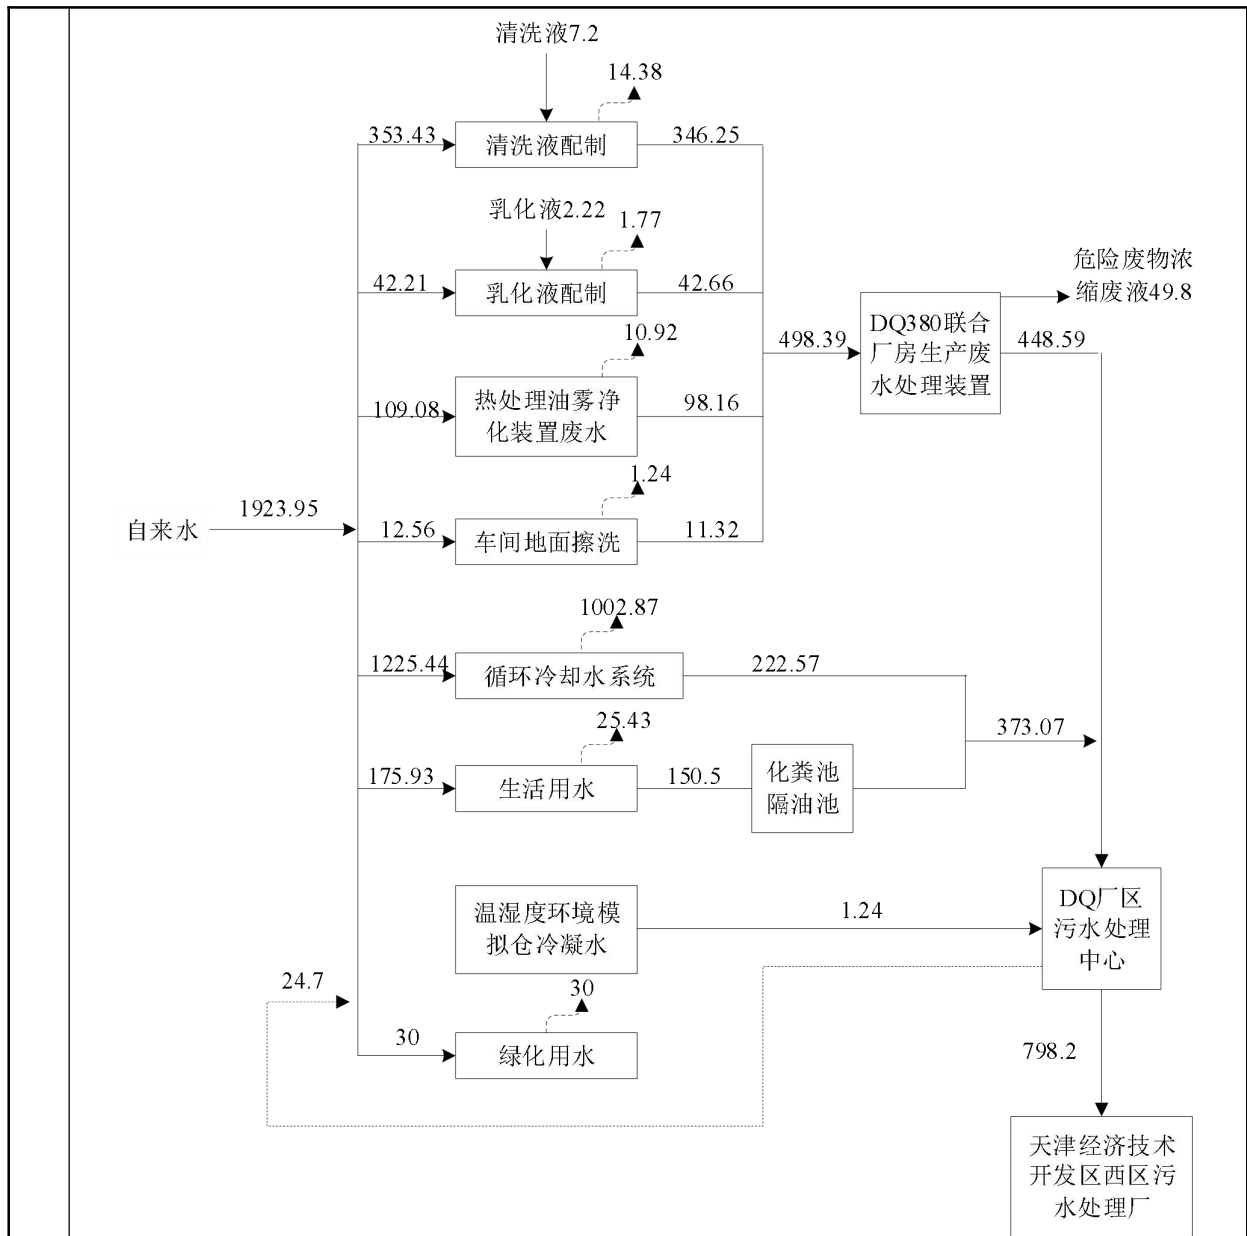 清洗液7.2
14.38
353.43
清洗液配制
346.25
乳化液2.22
1.77
42.21
乳化液配制
42.66
危险废物浓
缩废液49.8
10.92
498.39
DQ380联合
厂房生产废
水处理装置
448.59
109.08
热处理油雾净
化装置废水
98.16
1.24
自来水
1923.95
12.56
车间地面擦洗
11.32
1002.87
1225.44
循环冷却水系统
222.57
25.43
373.07
175.93
生活用水
150.5
化粪池
隔油池
温湿度环境模
拟仓冷凝水
1.24
DQ厂区
污水处理
中心
24.7
30
30
绿化用水
798.2
天津经济技术
开发区西区污
水处理厂